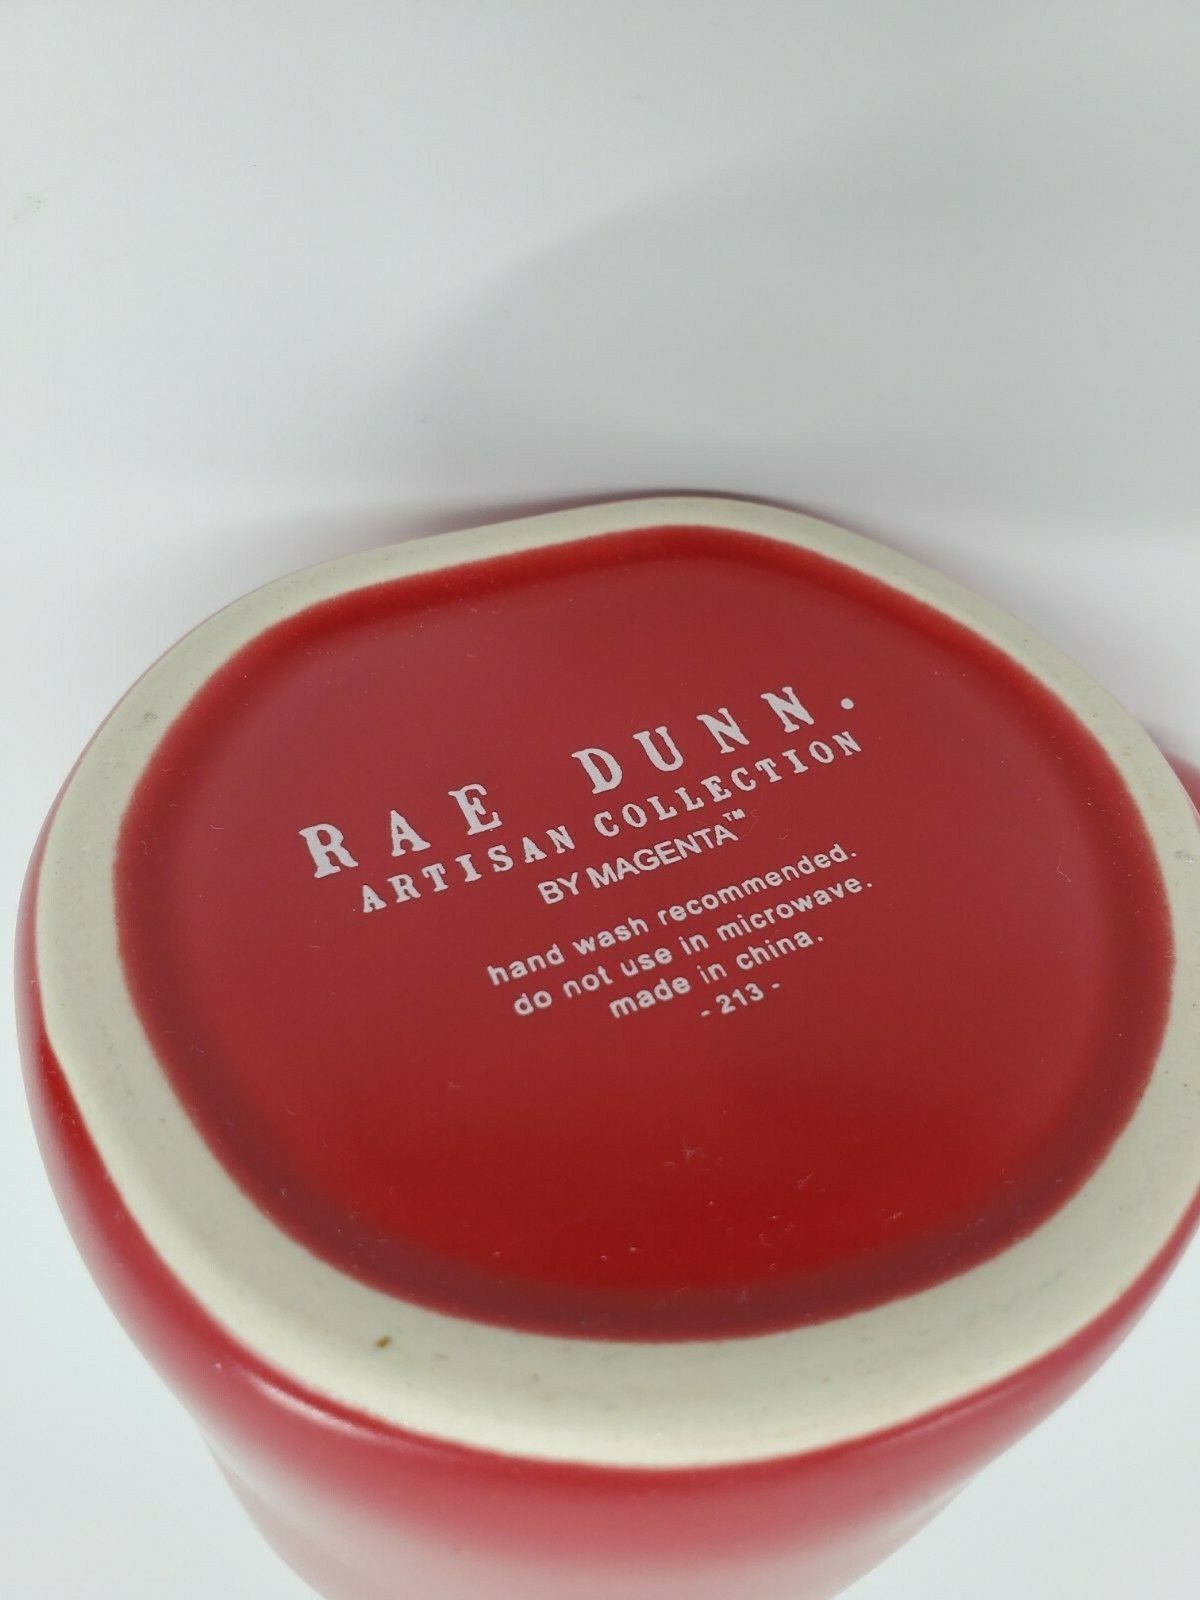 RAE DUNN.
ARTISAN COLLECTION
BY MAGENTA™
hand wash recommended.
do not use in microwave.
made in china.
- 213 -